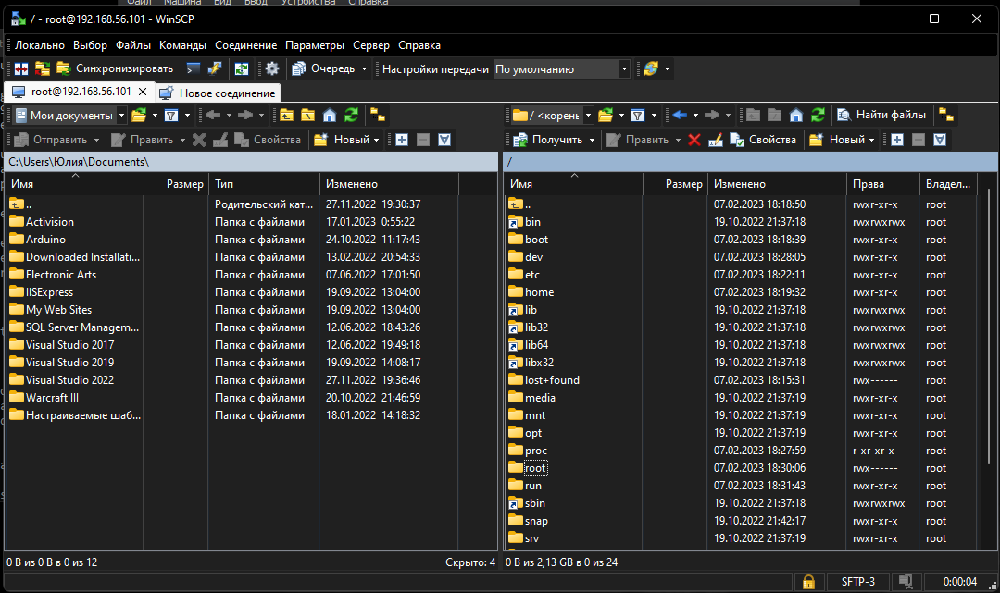 Файл Машина Вид Ввод Устройства Справка
/ - root@192.168.56.101 - WinSCP
Локально Выбор Файлы Команды Соединение Параметры Сервер Справка
Синхронизировать Очередь Настройки передачи По умолчанию
root@192.168.56.101 Новое соединение
Мои документы / <корень Найти файлы
Отправить Править Свойства Новый Получить Править Свойства Новый
C:\Users\Юлия\Documents\ /
Имя Размер Тип Изменено Имя Размер Изменено Права Владел...
.. Родительский кат... 27.11.2022 19:30:37 .. 07.02.2023 18:18:50 rwxr-xr-x root
Activision Папка с файлами 17.01.2023 0:55:22 bin 19.10.2022 21:37:18 rwxrwxrwx root
Arduino Папка с файлами 24.10.2022 11:17:43 boot 07.02.2023 18:18:39 rwxr-xr-x root
Downloaded Installati... Папка с файлами 13.02.2022 20:54:33 dev 07.02.2023 18:28:05 rwxr-xr-x root
Electronic Arts Папка с файлами 07.06.2022 17:01:50 etc 07.02.2023 18:22:11 rwxr-xr-x root
IISExpress Папка с файлами 19.09.2022 13:04:00 home 07.02.2023 18:19:32 rwxr-xr-x root
My Web Sites Папка с файлами 19.09.2022 13:04:00 lib 19.10.2022 21:37:18 rwxrwxrwx root
SQL Server Managem... Папка с файлами 12.06.2022 18:43:26 lib32 19.10.2022 21:37:18 rwxrwxrwx root
Visual Studio 2017 Папка с файлами 12.06.2022 19:49:18 lib64 19.10.2022 21:37:18 rwxrwxrwx root
Visual Studio 2019 Папка с файлами 19.09.2022 14:08:17 libx32 19.10.2022 21:37:18 rwxrwxrwx root
Visual Studio 2022 Папка с файлами 27.11.2022 19:36:46 lost+found 07.02.2023 18:15:31 rwx------ root
Warcraft III Папка с файлами 20.10.2022 21:46:59 media 19.10.2022 21:37:19 rwxr-xr-x root
Настраиваемые шаб... Папка с файлами 18.01.2022 14:18:32 mnt 19.10.2022 21:37:19 rwxr-xr-x root
opt 19.10.2022 21:37:19 rwxr-xr-x root
proc 07.02.2023 18:27:59 r-xr-xr-x root
root 07.02.2023 18:30:06 rwx------ root
run 07.02.2023 18:31:43 rwxr-xr-x root
sbin 19.10.2022 21:37:18 rwxrwxrwx root
snap 19.10.2022 21:42:17 rwxr-xr-x root
srv 19.10.2022 21:37:19 rwxr-xr-x root
0 B из 0 B в 0 из 12 Скрыто: 4 0 B из 2,13 GB в 0 из 24
SFTP-3 0:00:04